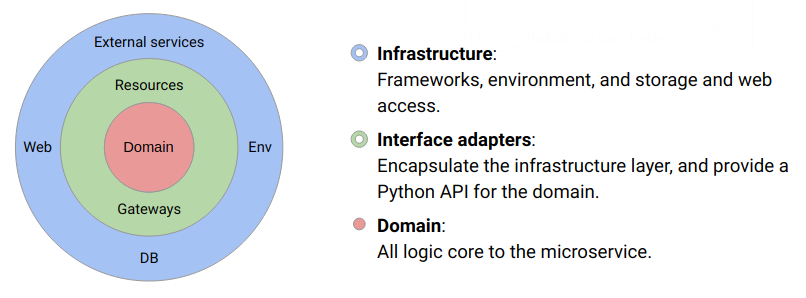 External services
Resources
Web
Domain
Env
Gateways
DB
Infrastructure:
Frameworks, environment, and storage and web
access.
Interface adapters:
Encapsulate the infrastructure layer, and provide a
Python API for the domain.
Domain:
All logic core to the microservice.